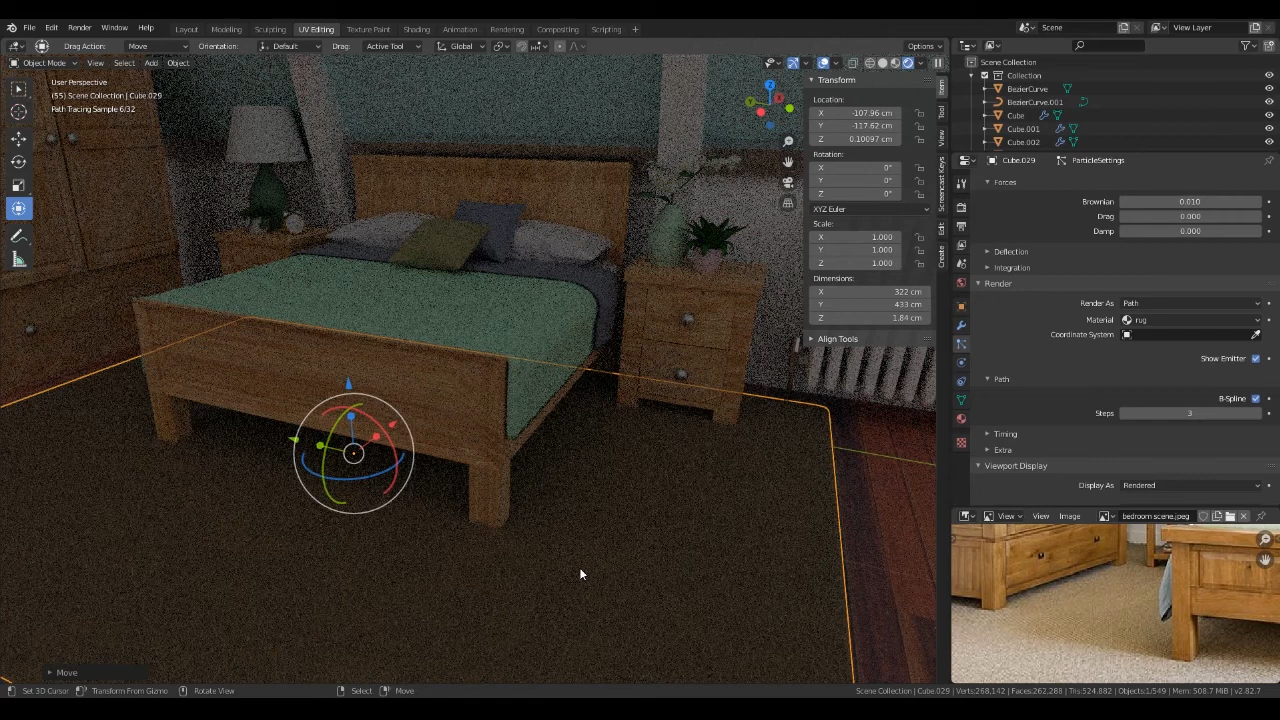 File Edit Render Window Help Layout Modeling Sculpting UV Editing Texture Paint Shading Animation Rendering Compositing Scripting + Scene View Layer
Drag Action: Move Orientation: Default Drag: Active Tool Global Options
Object Mode View Select Add Object
User Perspective
(55) Scene Collection | Cube.029
Path Tracing Sample 6/32
Transform
Location:
X -107.96 cm
Y -117.62 cm
Z 0.10097 cm
Rotation:
X 0°
Y 0°
Z 0°
XYZ Euler
Scale:
X 1.000
Y 1.000
Z 1.000
Dimensions:
X 322 cm
Y 433 cm
Z 1.84 cm
Align Tools
Item
Tool
View
Screencast Keys
Edit
Create
Z
Y
X
Scene Collection
Collection
BezierCurve
BezierCurve.001
Cube
Cube.001
Cube.002
Cube.029 ParticleSettings
Forces
Brownian 0.010
Drag 0.000
Damp 0.000
Deflection
Integration
Render
Render As Path
Material rug
Coordinate System
Show Emitter
Path
B-Spline
Steps 3
Timing
Extra
Viewport Display
Display As Rendered
View View Image bedroom scene.jpeg
Move
Set 3D Cursor Transform From Gizmo Rotate View Select Move Scene Collection | Cube.029 | Verts:268,142 | Faces:262,288 | Tris:524,882 | Objects:1/549 | Mem: 508.7 MiB | v2.82.7